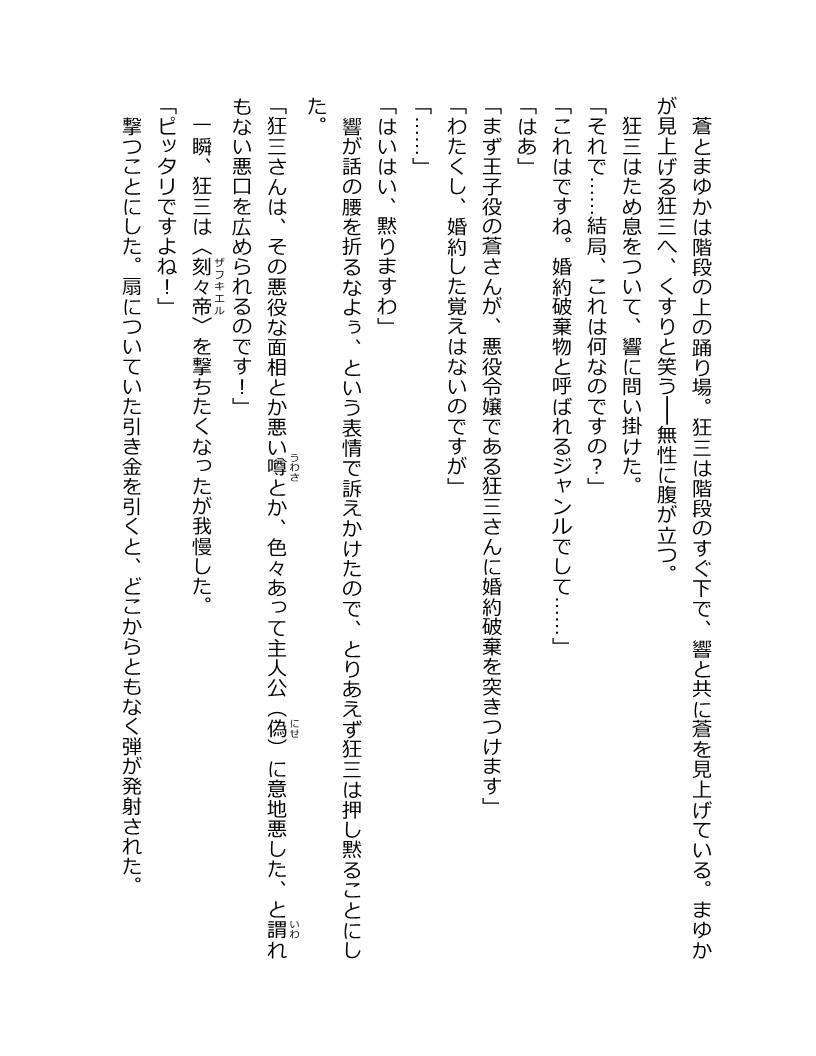 蒼とまゆかは階段の上の踊り場。狂三は階段のすぐ下で、響と共に蒼を見上げている。まゆか
が見上げる狂三へ、くすりと笑う──無性に腹が立つ。
　狂三はため息をついて、響に問い掛けた。
「それで……結局、これは何なのですの？」
「これはですね。婚約破棄物と呼ばれるジャンルでして……」
「はあ」
「まず王子役の蒼さんが、悪役令嬢である狂三さんに婚約破棄を突きつけます」
「わたくし、婚約した覚えはないのですが」
「……」
「はいはい、黙りますわ」
　響が話の腰を折るなよぅ、という表情で訴えかけたので、とりあえず狂三は押し黙ることにし
た。
「狂三さんは、その悪役な面相とか悪い噂うわさとか、色々あって主人公（偽にせ）に意地悪した、と謂いわれ
もない悪口を広められるのです！」
　一瞬、狂三は〈刻々帝ザフキエル〉を撃ちたくなったが我慢した。
「ピッタリですよね！」
　撃つことにした。扇についていた引き金を引くと、どこからともなく弾が発射された。